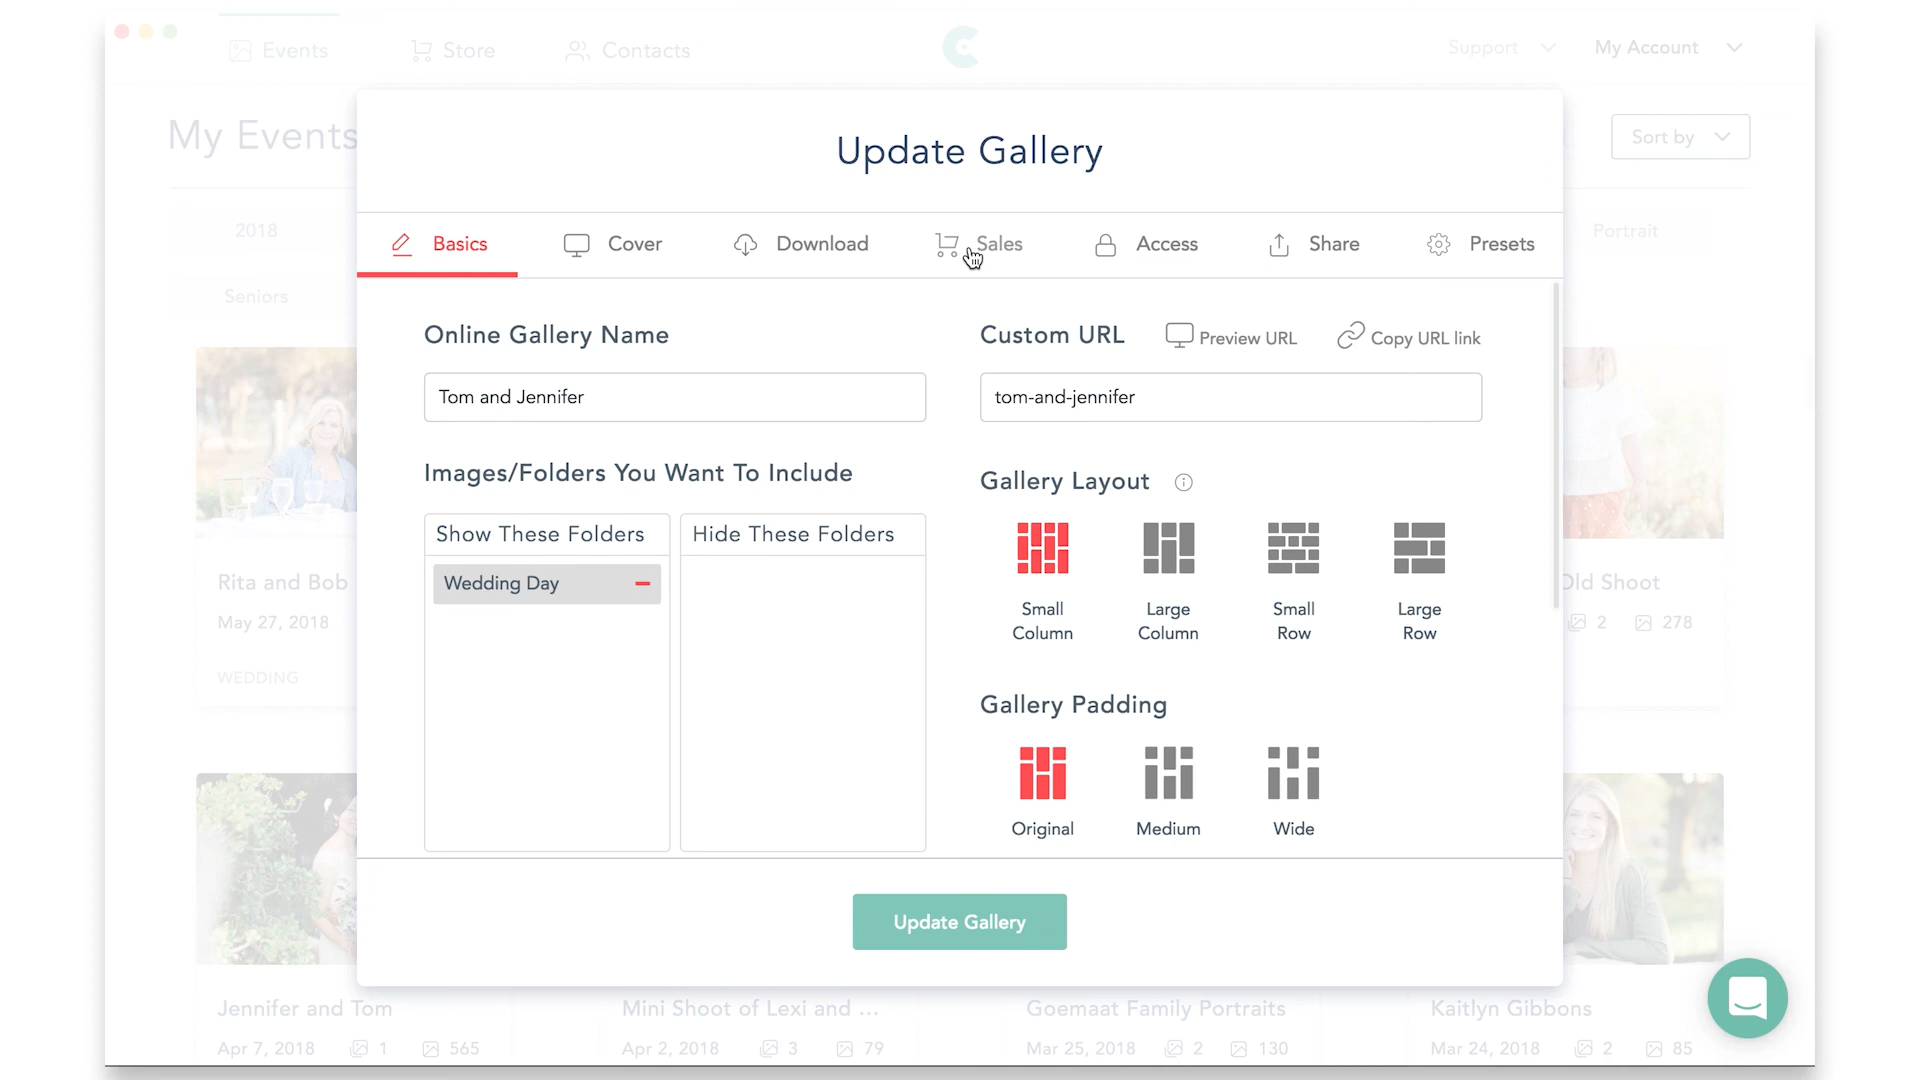 Events
Store
Contacts
Support
My Account
My Events
Sort by
Update Gallery
2018
Portrait
Seniors
Basics
Cover
Download
Sales
Access
Share
Presets
Online Gallery Name
Custom URL
Preview URL
Copy URL link
Tom and Jennifer
tom-and-jennifer
Images/Folders You Want To Include
Gallery Layout
Show These Folders
Hide These Folders
Wedding Day
Small
Column
Large
Column
Small
Row
Large
Row
Rita and Bob
May 27, 2018
WEDDING
Old Shoot
2
278
Gallery Padding
Original
Medium
Wide
Update Gallery
Jennifer and Tom
Apr 7, 2018
1
565
Mini Shoot of Lexi and ...
Apr 2, 2018
3
79
Goemaat Family Portraits
Mar 25, 2018
2
130
Kaitlyn Gibbons
Mar 24, 2018
2
85